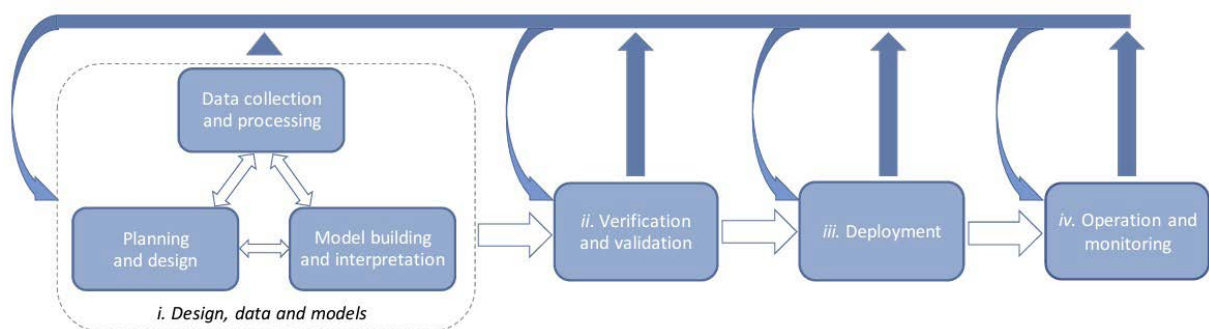 Data collection
and processing
Planning
and design
Model building
and interpretation
i. Design, data and models
ii. Verification
and validation
iii. Deployment
iv. Operation and
monitoring